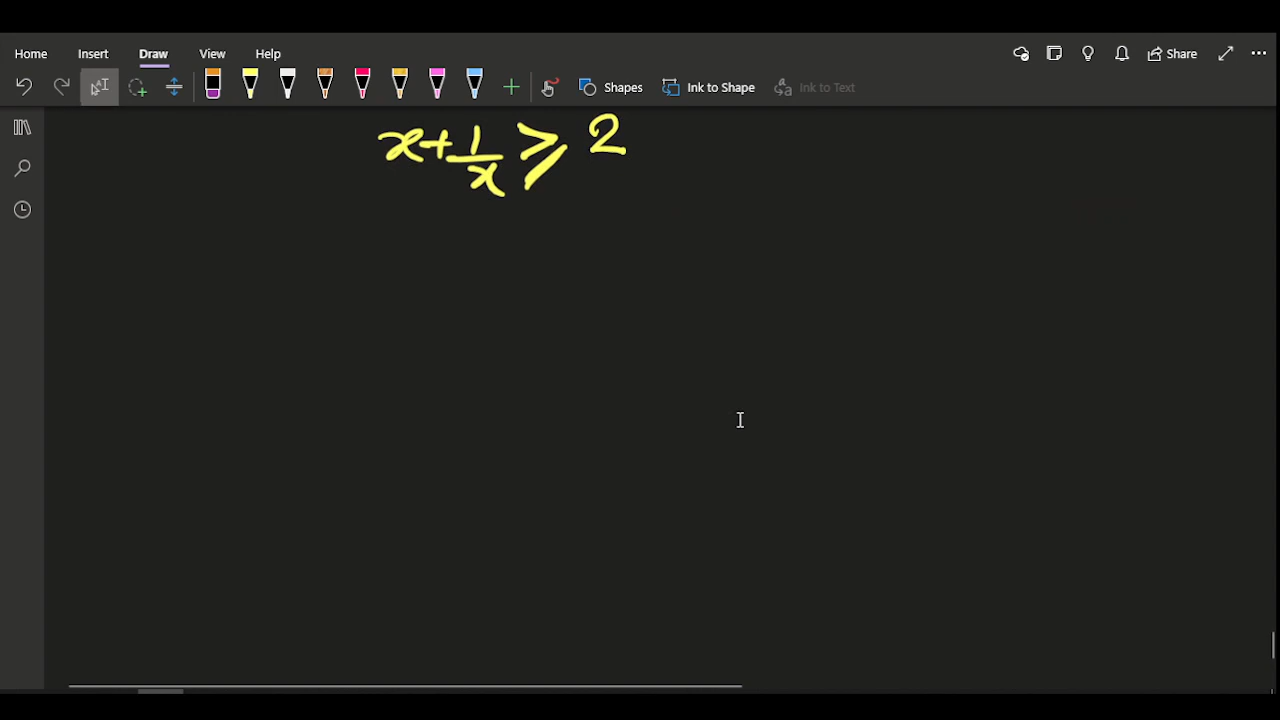 Home Insert Draw View Help Share
Shapes Ink to Shape Ink to Text
x + 1/x ⩾ 2